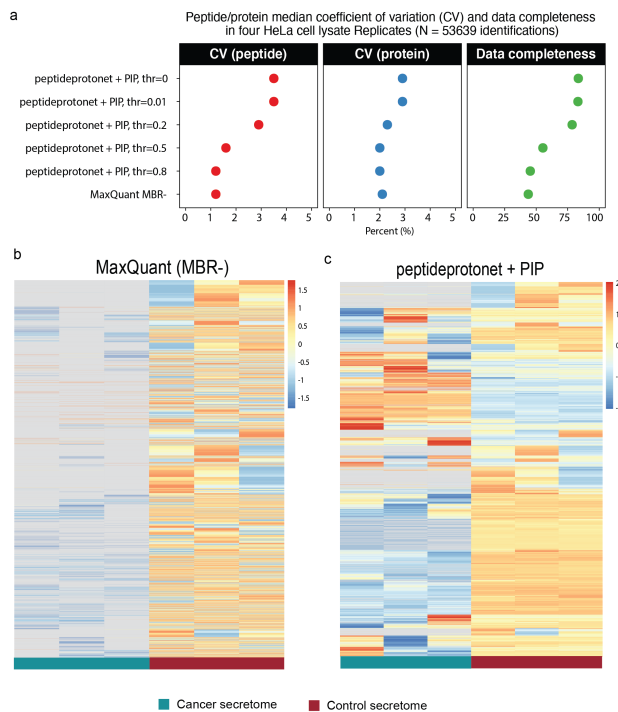 a
Peptide/protein median coefficient of variation (CV) and data completeness
in four HeLa cell lysate Replicates (N = 53639 identifications)
CV (peptide)
CV (protein)
Data completeness
peptideprotonet + PIP, thr=0
peptideprotonet + PIP, thr=0.01
peptideprotonet + PIP, thr=0.2
peptideprotonet + PIP, thr=0.5
peptideprotonet + PIP, thr=0.8
MaxQuant MBR-
0 1 2 3 4 5
0 1 2 3 4 5
0 25 50 75 100
Percent (%)
b
MaxQuant (MBR-)
1.5
1
0.5
0
-0.5
-1
-1.5
c
peptideprotonet + PIP
2
1
0
Cancer secretome
Control secretome